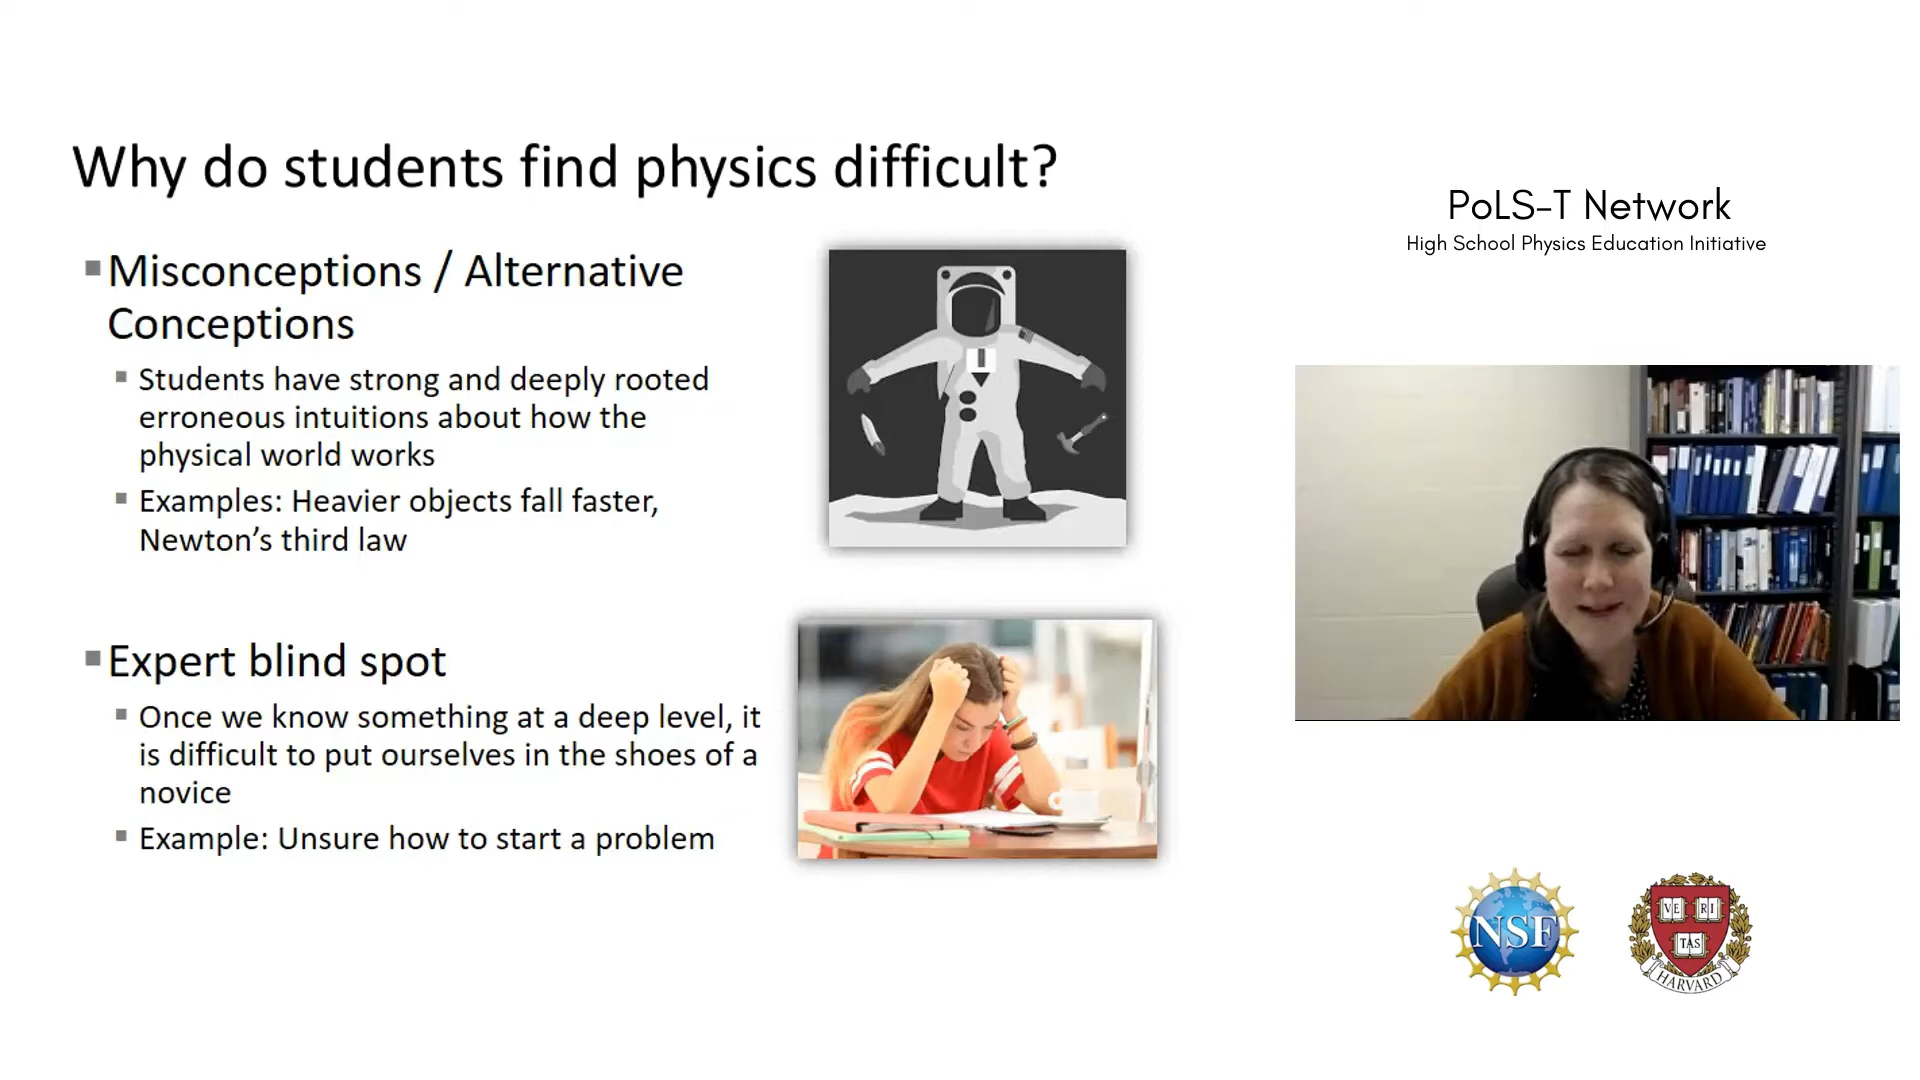 Why do students find physics difficult?
Misconceptions / Alternative
Conceptions
Students have strong and deeply rooted
erroneous intuitions about how the
physical world works
Examples: Heavier objects fall faster,
Newton's third law
Expert blind spot
Once we know something at a deep level, it
is difficult to put ourselves in the shoes of a
novice
Example: Unsure how to start a problem
PoLS-T Network
High School Physics Education Initiative
NSF
VE RI
TAS
HARVARD